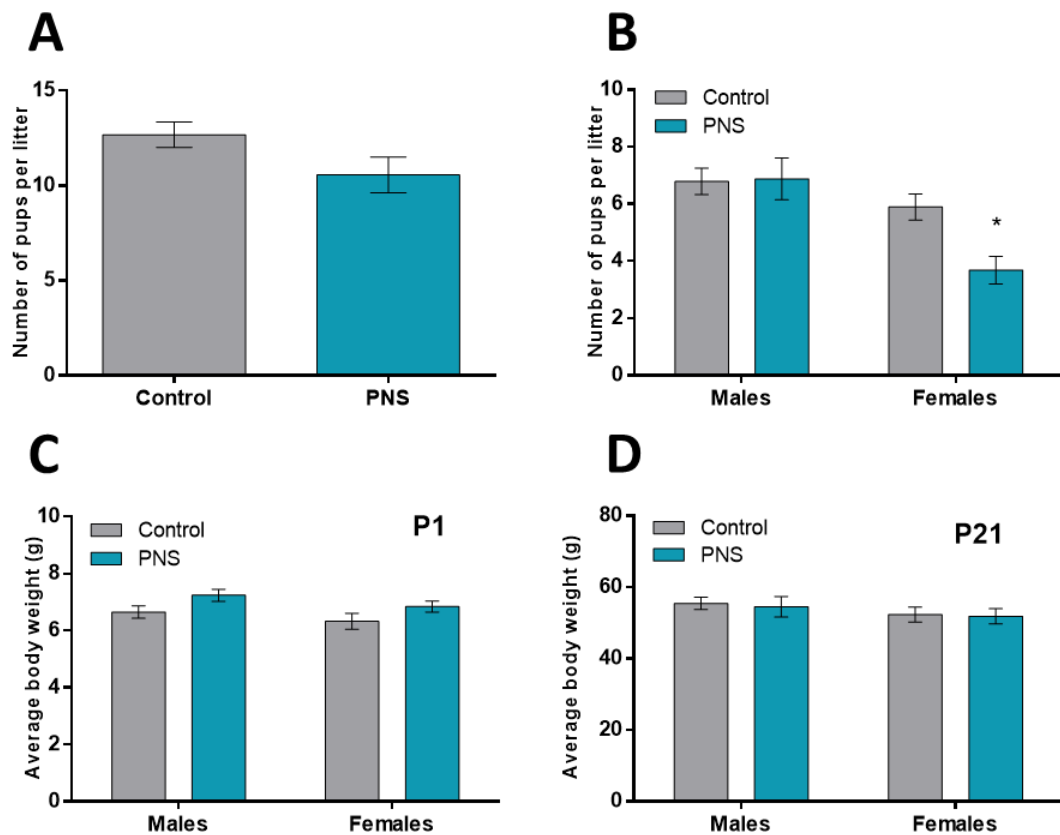 A
Number of pups per litter
15
10
5
0
Control
PNS
B
Number of pups per litter
10
8
6
4
2
0
Control
PNS
*
Males
Females
C
Average body weight (g)
10
8
6
4
2
0
Control
PNS
P1
Males
Females
D
Average body weight (g)
80
60
40
20
0
Control
PNS
P21
Males
Females